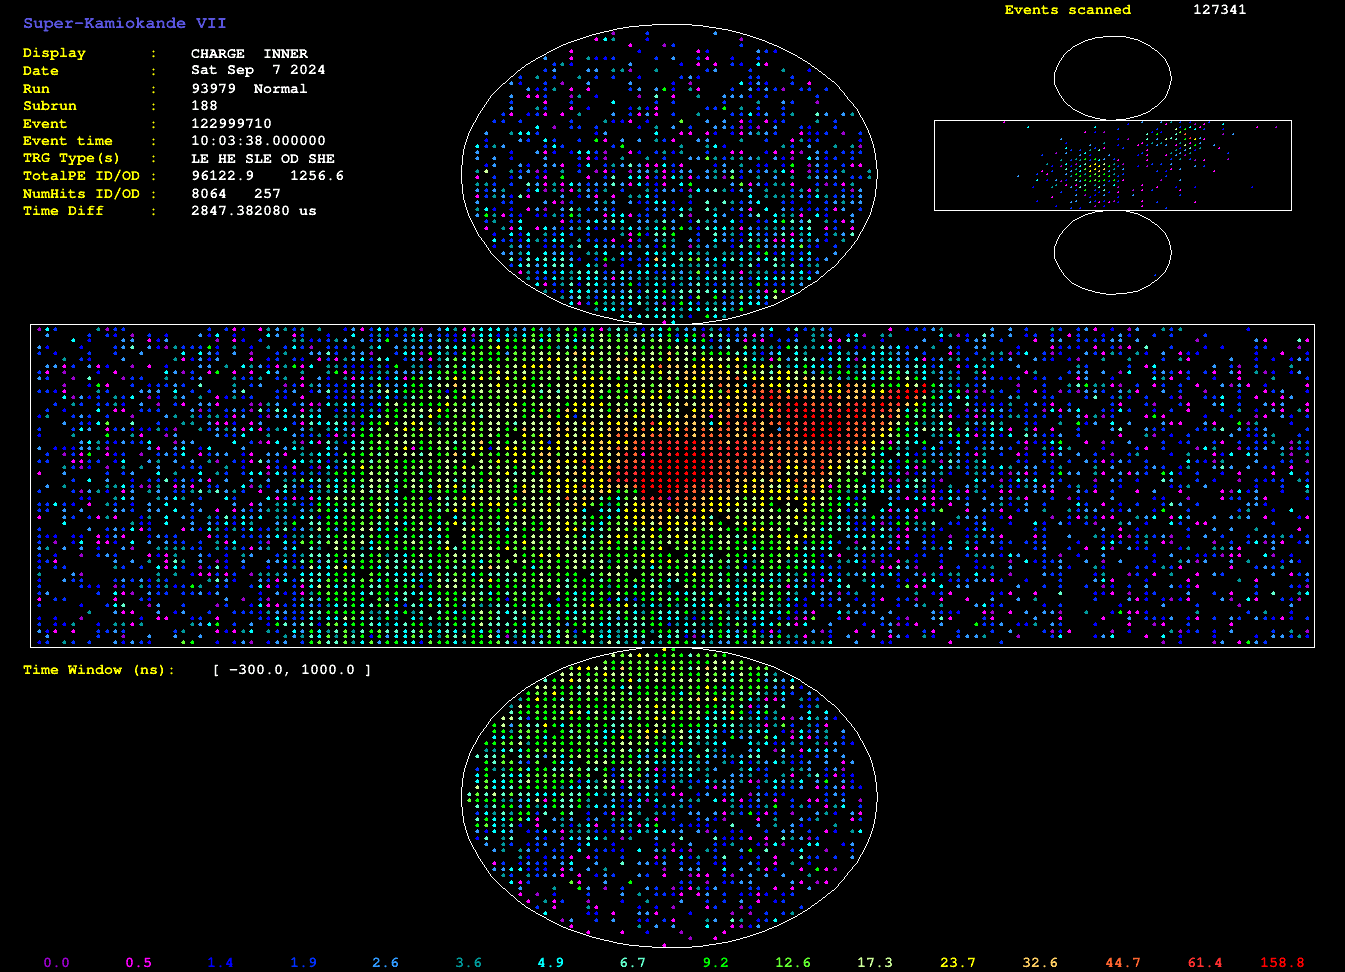 Super-Kamiokande VII
Events scanned 127341
Display : CHARGE INNER
Date : Sat Sep 7 2024
Run : 93979 Normal
Subrun : 188
Event : 122999710
Event time : 10:03:38.000000
TRG Type(s) : LE HE SLE OD SHE
TotalPE ID/OD : 96122.9 1256.6
NumHits ID/OD : 8064 257
Time Diff : 2847.382080 us
Time Window (ns): [ -300.0, 1000.0 ]
0.0 0.5 1.4 1.9 2.6 3.6 4.9 6.7 9.2 12.6 17.3 23.7 32.6 44.7 61.4 158.8